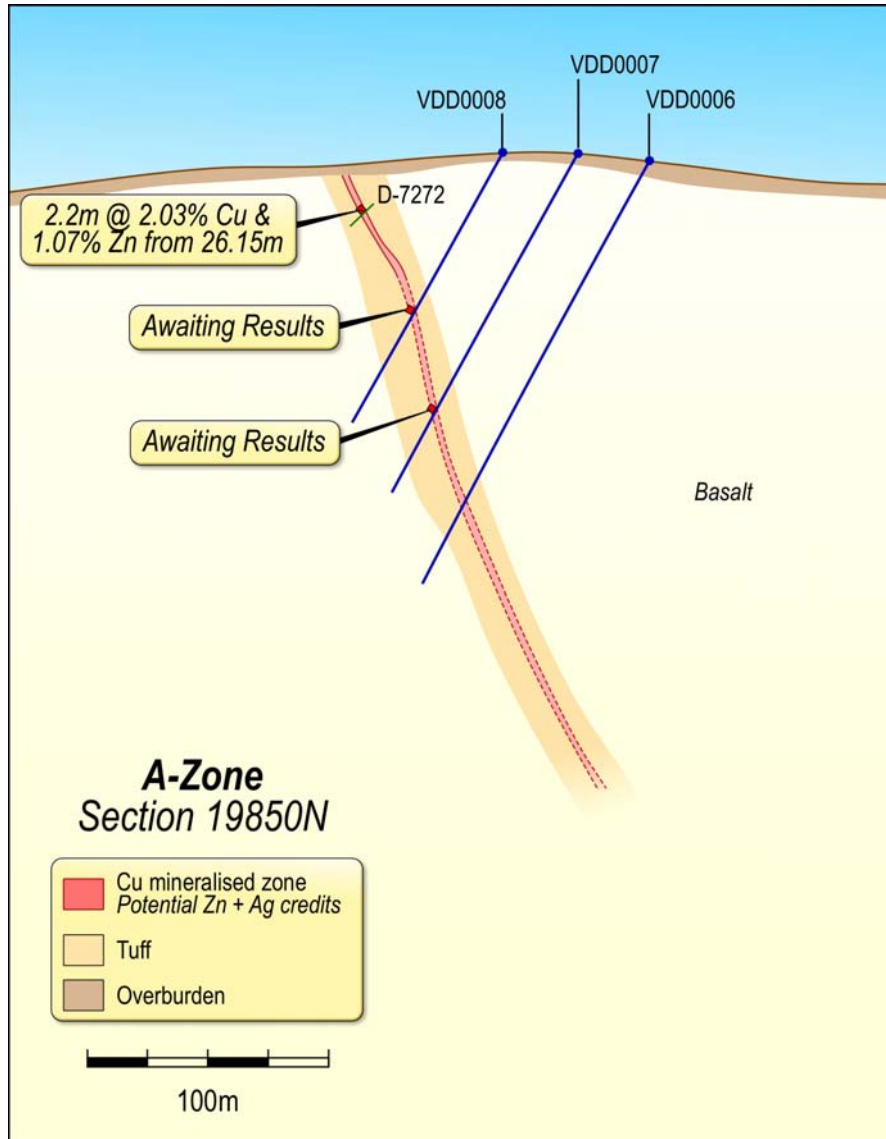 VDD0007
VDD0008
VDD0006
D-7272
2.2m @ 2.03% Cu &
1.07% Zn from 26.15m
Awaiting Results
Awaiting Results
Basalt
A-Zone
Section 19850N
Cu mineralised zone
Potential Zn + Ag credits
Tuff
Overburden
100m